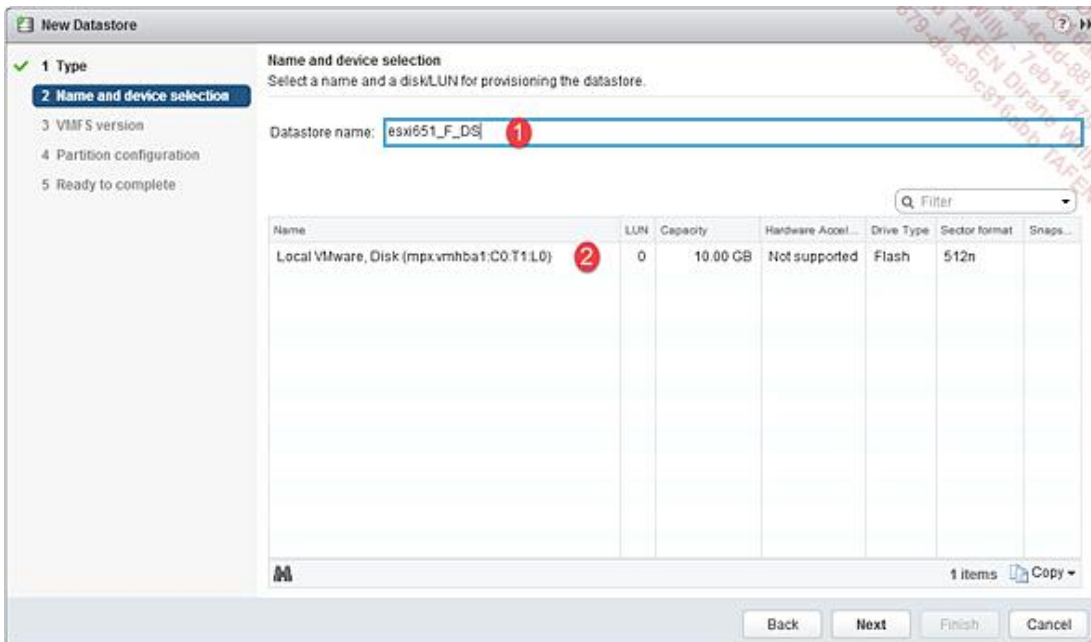 New Datastore
?
1 Type
2 Name and device selection
3 VMFS version
4 Partition configuration
5 Ready to complete
Name and device selection
Select a name and a disk/LUN for provisioning the datastore.
Datastore name: esxi651_F_DS 1
Filter
Name LUN Capacity Hardware Accel... Drive Type Sector format Snaps...
Local VMware, Disk (mpx.vmhba1:C0:T1:L0) 2 0 10.00 GB Not supported Flash 512n
1 items Copy
Back Next Finish Cancel